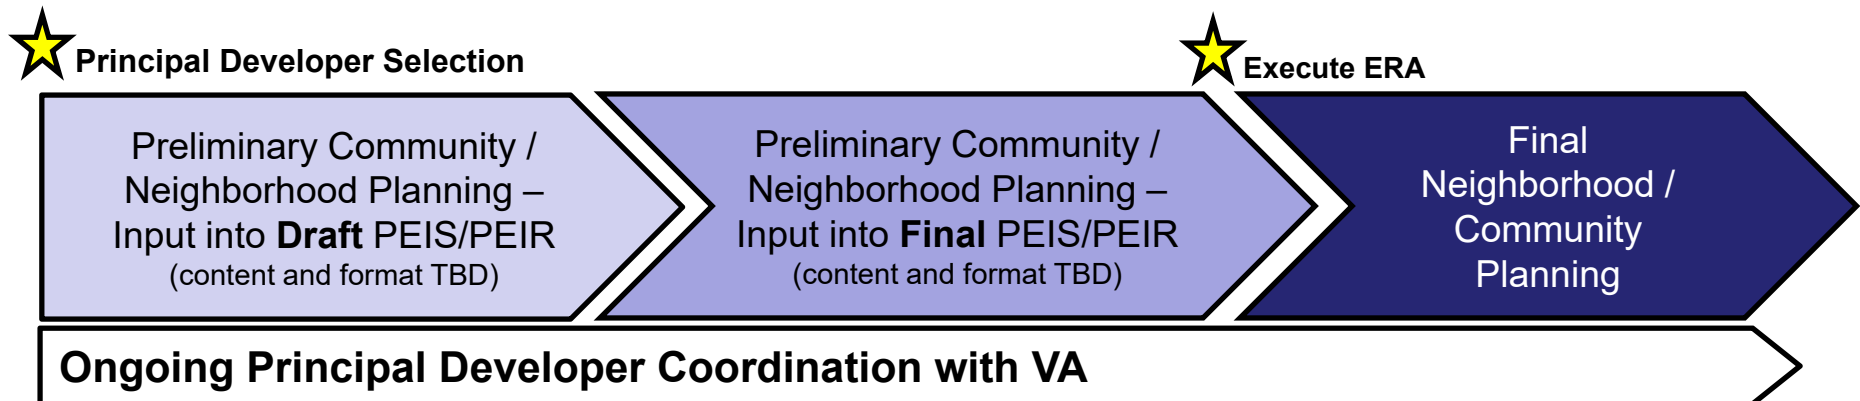 Principal Developer Selection
Execute ERA
Preliminary Community /
Neighborhood Planning –
Input into Draft PEIS/PEIR
(content and format TBD)
Preliminary Community /
Neighborhood Planning –
Input into Final PEIS/PEIR
(content and format TBD)
Final
Neighborhood /
Community
Planning
Ongoing Principal Developer Coordination with VA